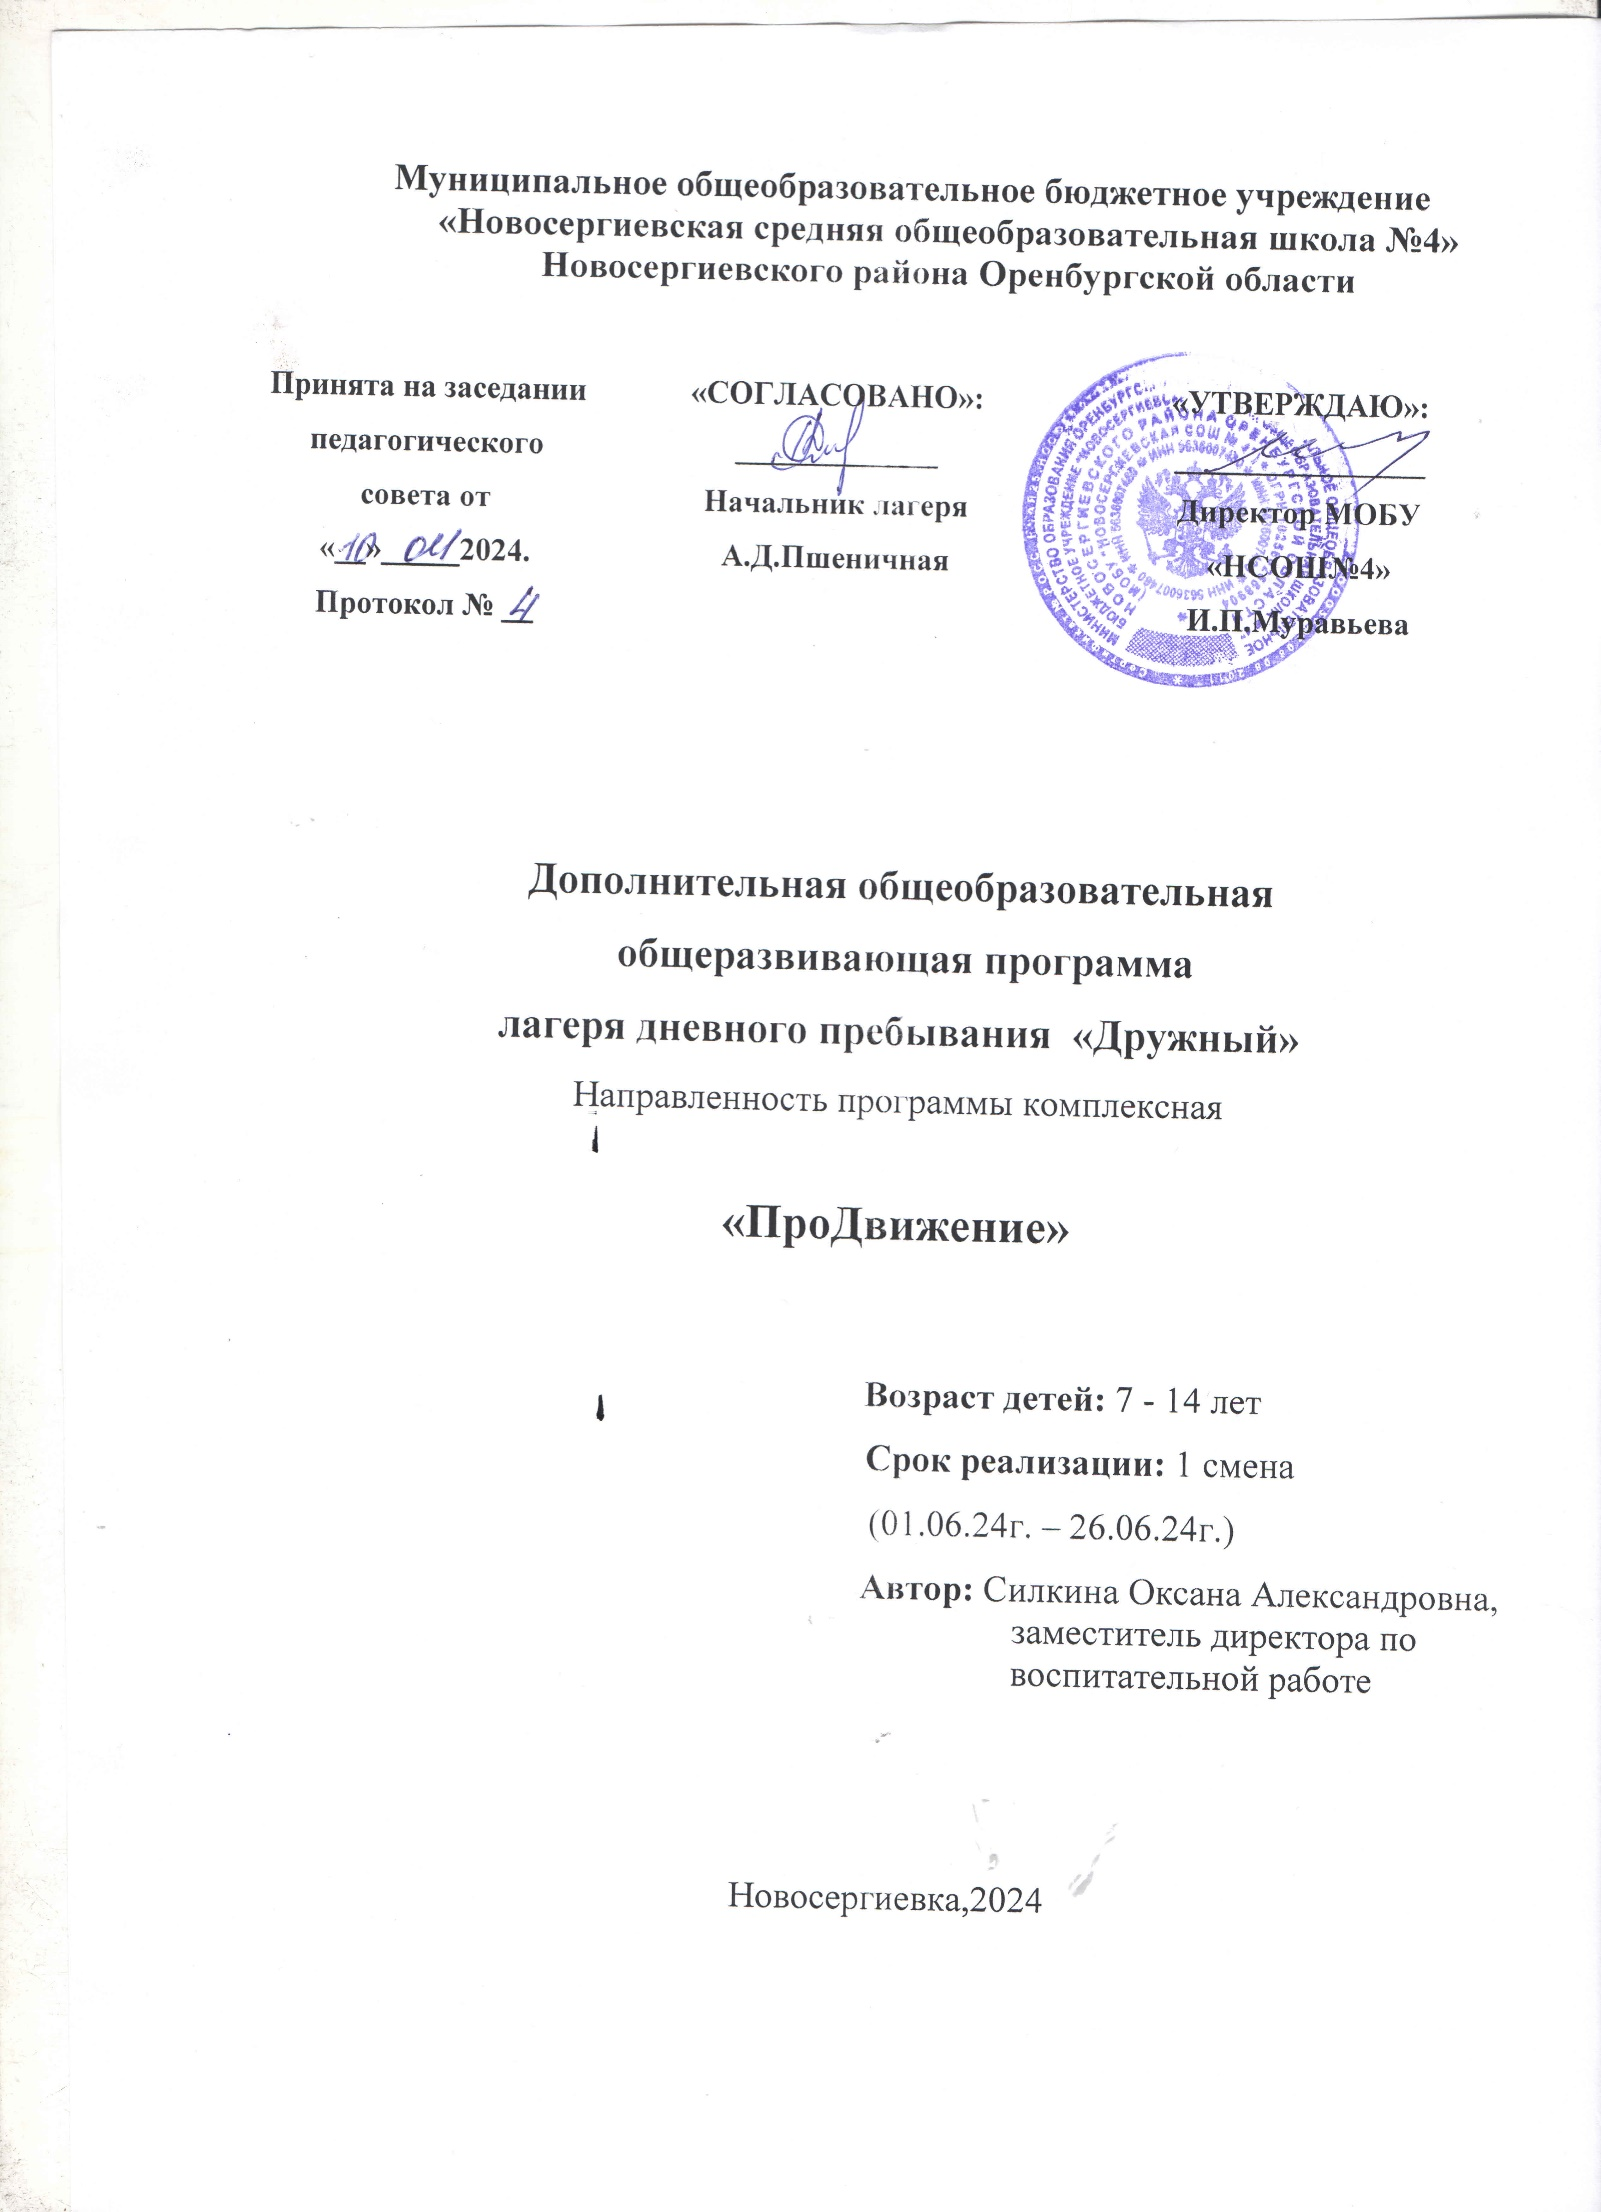 Муниципальное общеобразовательное бюджетное учреждение
«Новосергиевская средняя общеобразовательная школа №4»
Новосергиевского района Оренбургской области
Принята на заседании
педагогического
совета от
«10» 04 2024.
Протокол № 4
«СОГЛАСОВАНО»:
Начальник лагеря
А.Д.Пшеничная
«УТВЕРЖДАЮ»:
Директор МОБУ
«НСОШ№4»
И.П.Муравьева
Дополнительная общеобразовательная
общеразвивающая программа
лагеря дневного пребывания «Дружный»
Направленность программы комплексная
«ПроДвижение»
Возраст детей: 7 - 14 лет
Срок реализации: 1 смена
(01.06.24г. – 26.06.24г.)
Автор: Силкина Оксана Александровна,
заместитель директора по
воспитательной работе
Новосергиевка,2024